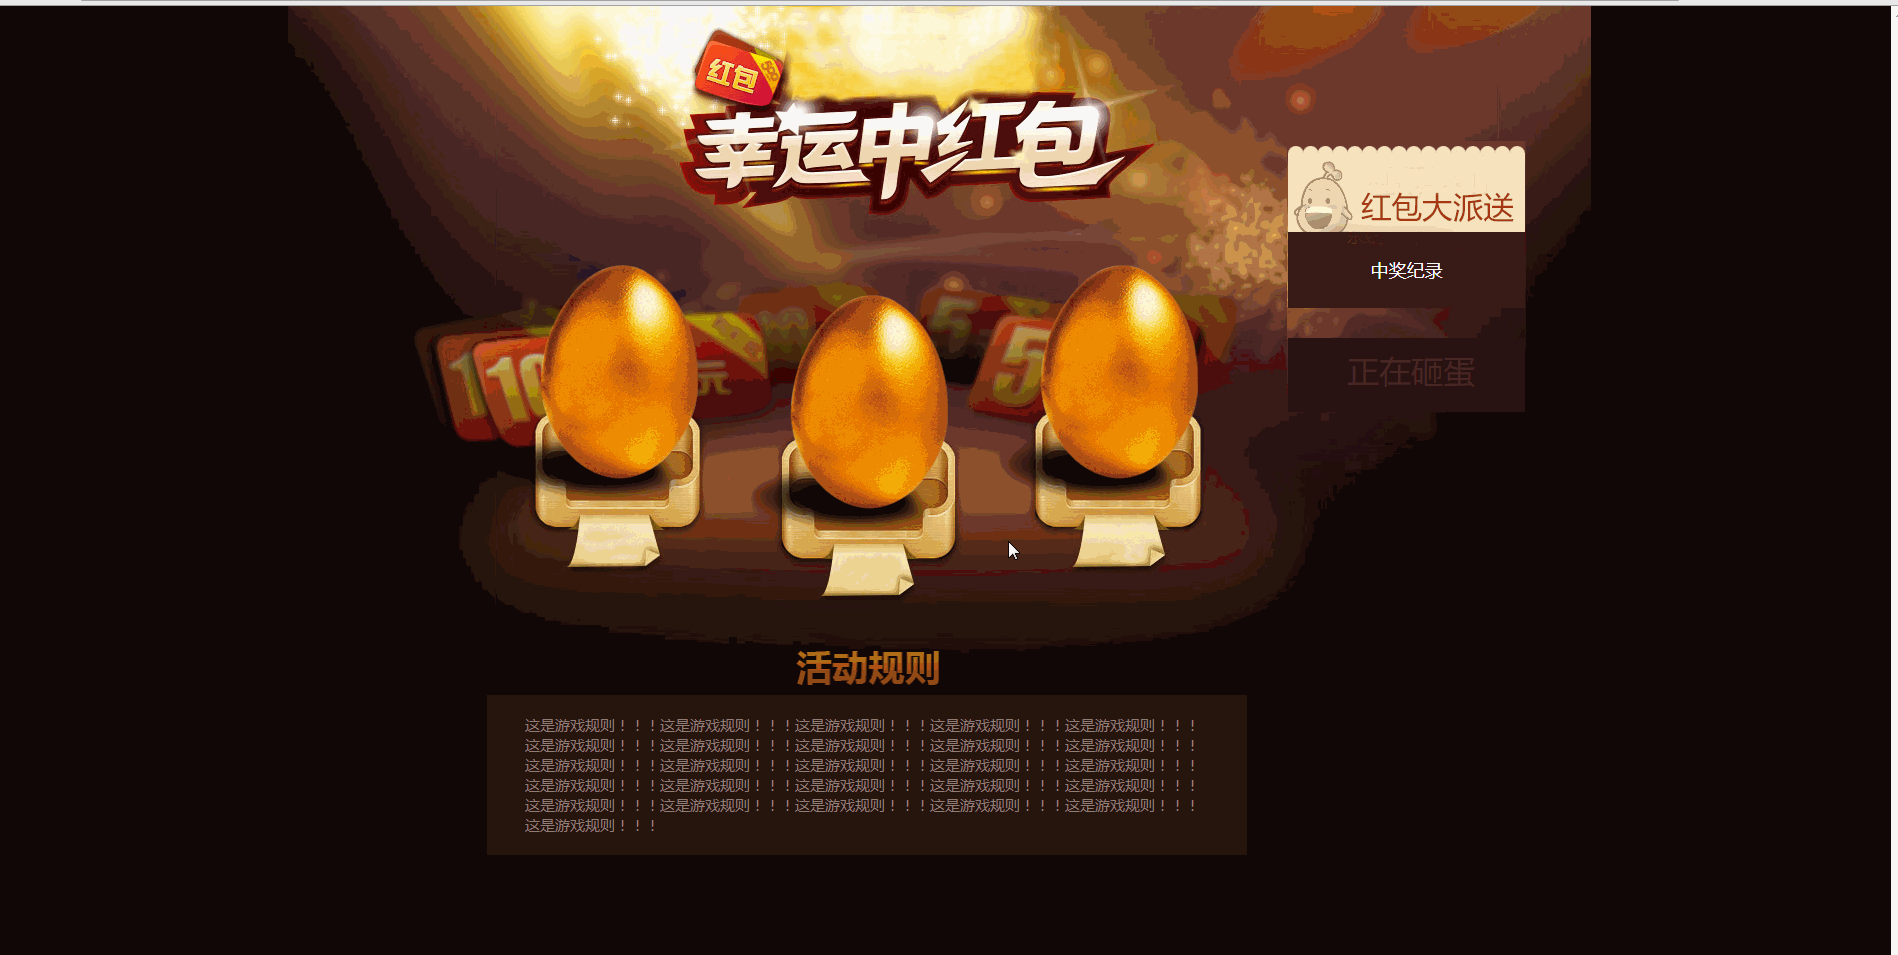 红包
幸运中红包
红包大派送
中奖纪录
正在砸蛋
10
元
5
5
活动规则
这是游戏规则！！！这是游戏规则！！！这是游戏规则！！！这是游戏规则！！！这是游戏规则！！！
这是游戏规则！！！这是游戏规则！！！这是游戏规则！！！这是游戏规则！！！这是游戏规则！！！
这是游戏规则！！！这是游戏规则！！！这是游戏规则！！！这是游戏规则！！！这是游戏规则！！！
这是游戏规则！！！这是游戏规则！！！这是游戏规则！！！这是游戏规则！！！这是游戏规则！！！
这是游戏规则！！！这是游戏规则！！！这是游戏规则！！！这是游戏规则！！！这是游戏规则！！！
这是游戏规则！！！